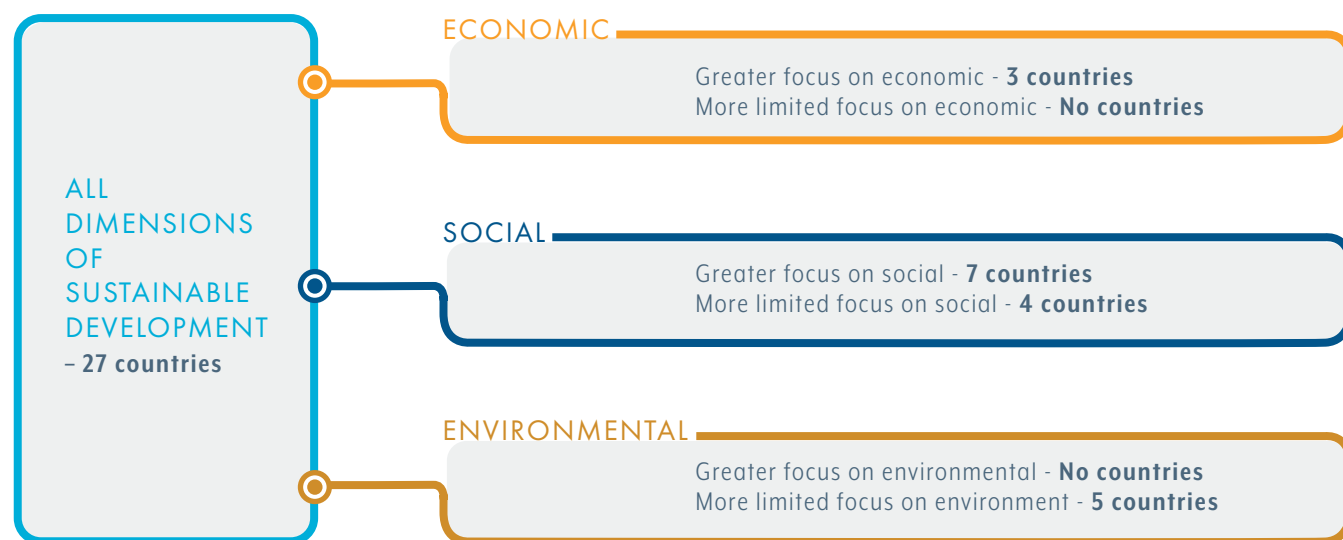 ALL
DIMENSIONS
OF
SUSTAINABLE
DEVELOPMENT
– 27 countries
ECONOMIC
Greater focus on economic - 3 countries
More limited focus on economic - No countries
SOCIAL
Greater focus on social - 7 countries
More limited focus on social - 4 countries
ENVIRONMENTAL
Greater focus on environmental - No countries
More limited focus on environment - 5 countries